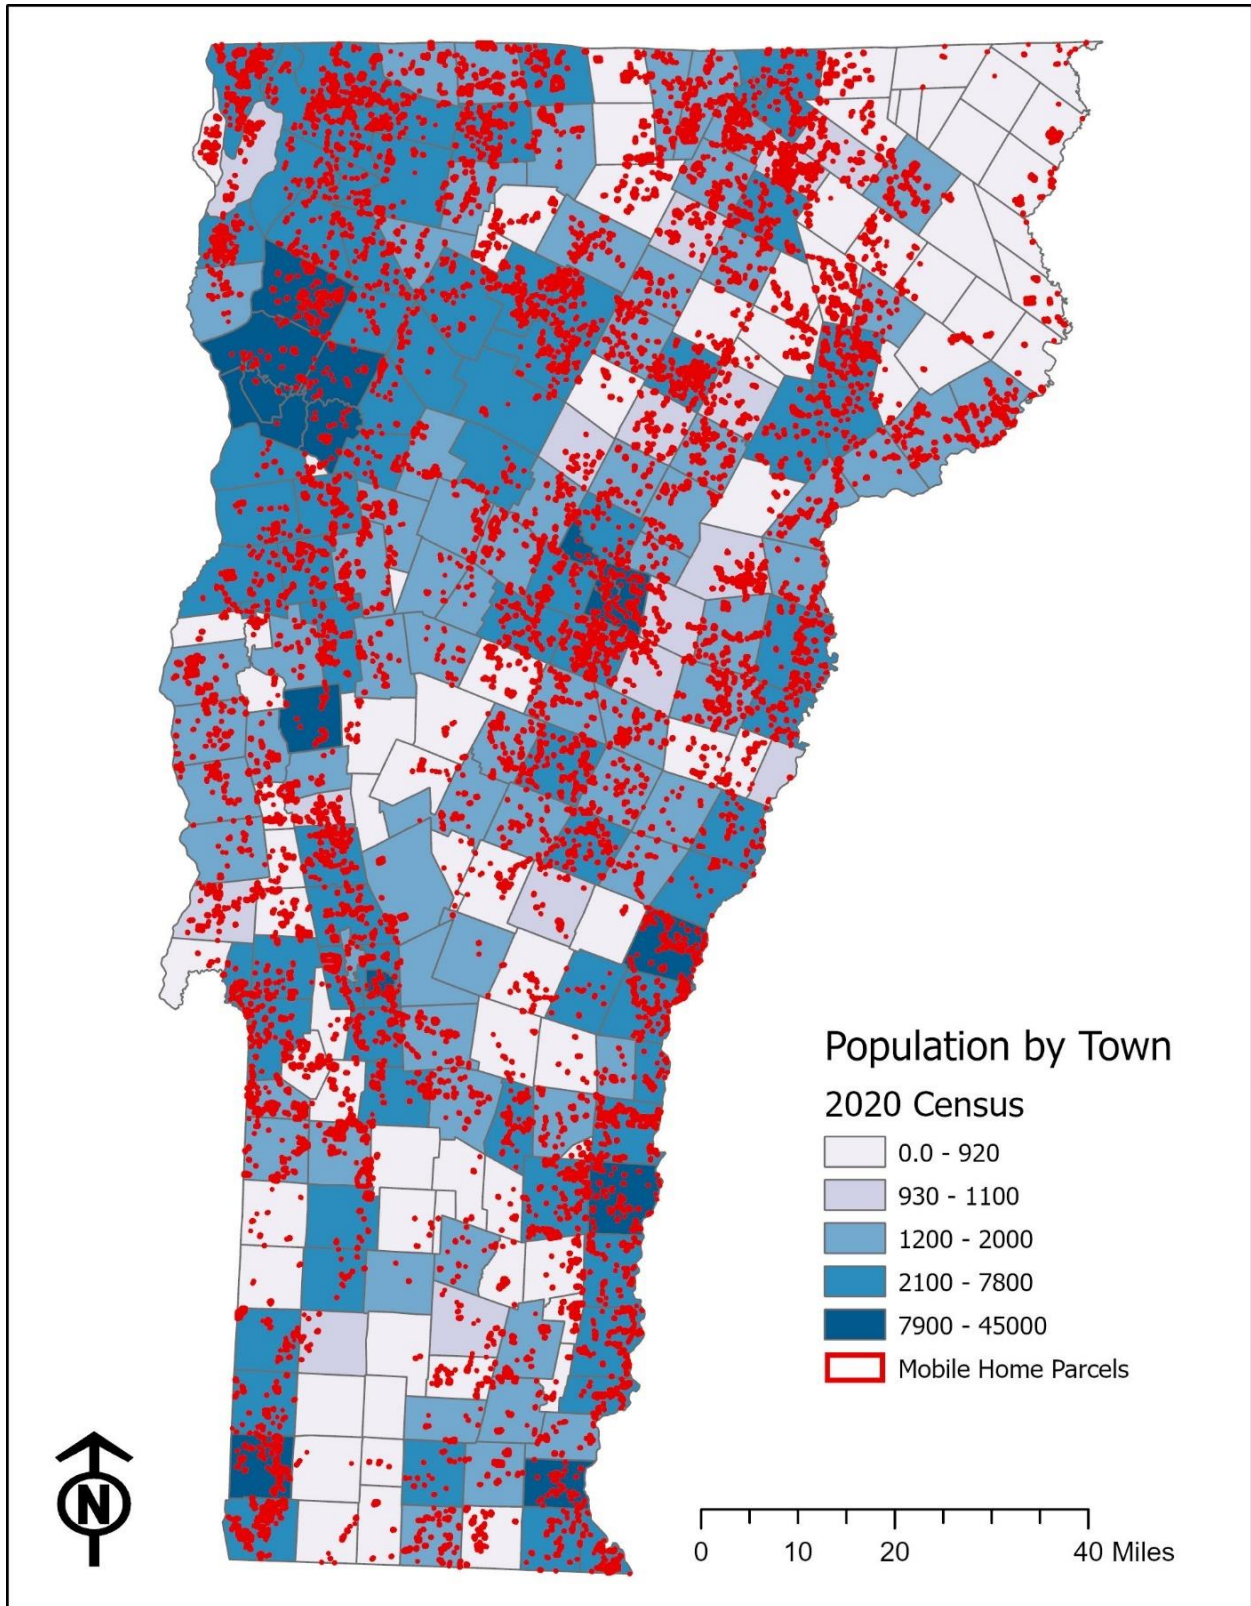 Population by Town
2020 Census
0.0 - 920
930 - 1100
1200 - 2000
2100 - 7800
7900 - 45000
Mobile Home Parcels
N
0 10 20 40 Miles